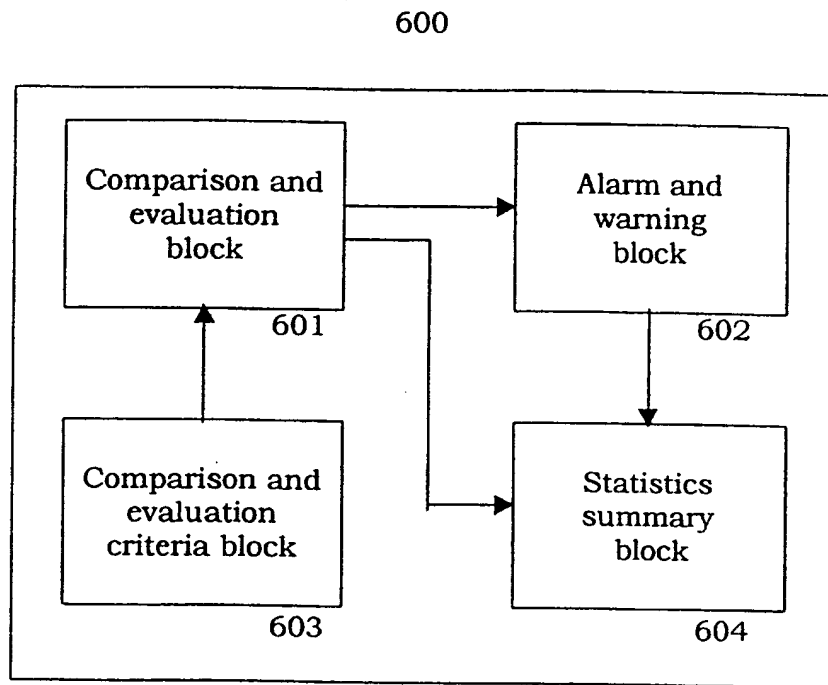 600
Comparison and
evaluation
block
601
Alarm and
warning
block
602
Comparison and
evaluation
criteria block
603
Statistics
summary
block
604